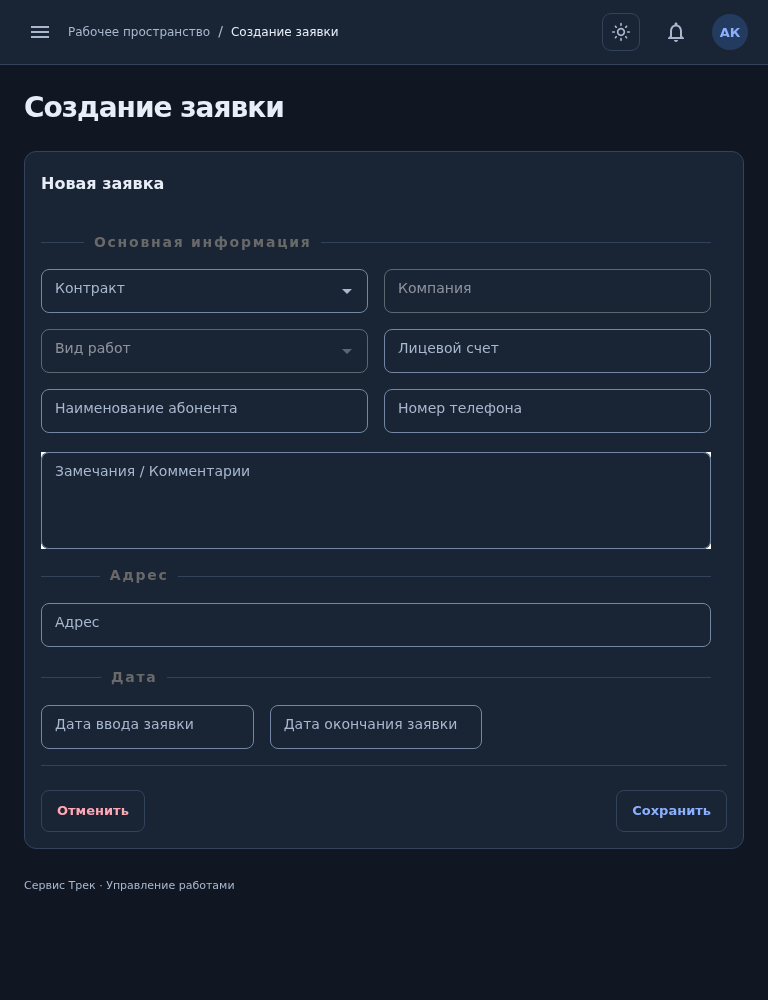 Рабочее пространство / Создание заявки АК
Создание заявки
Новая заявка
Основная информация
Контракт Компания
Вид работ Лицевой счет
Наименование абонента Номер телефона
Замечания / Комментарии
Адрес
Адрес
Дата
Дата ввода заявки Дата окончания заявки
Отменить Сохранить
Сервис Трек · Управление работами